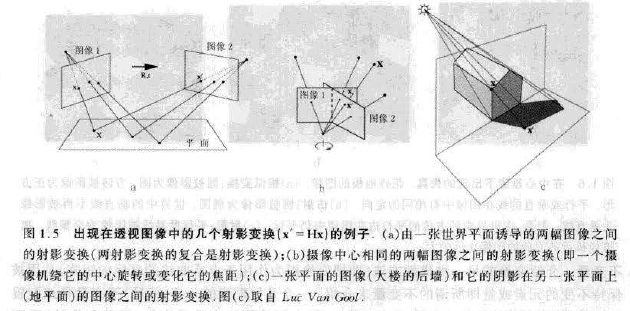 图像1
图像2
R,t
x
x'
x
平 面
a
x
图像1
x
x'
图像2
b
x
x
c
图 1.5 出现在透视图像中的几个射影变换(x'=Hx)的例子. (a)由一张世界平面诱导的两幅图像之间
的射影变换(两射影变换的复合是射影变换);(b)摄像中心相同的两幅图像之间的射影变换(即一个摄
像机绕它的中心旋转或变化它的焦距);(c)一张平面的图像(大楼的后墙)和它的阴影在另一张平面上
(地平面)的图像之间的射影变换.图(c)取自 Luc Van Gool.